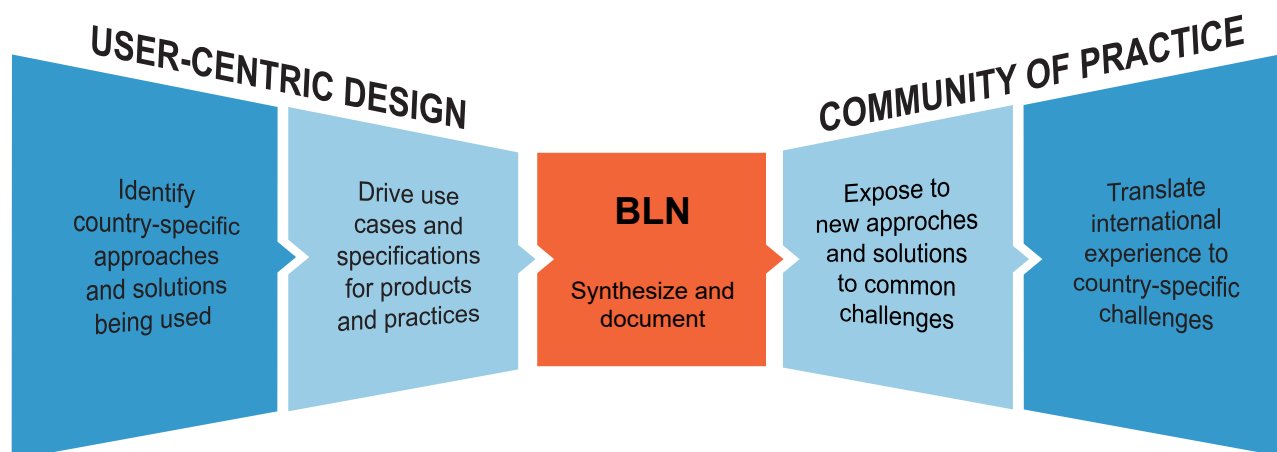 USER-CENTRIC DESIGN
COMMUNITY OF PRACTICE
Identify
country-specific
approaches
and solutions
being used
Drive use
cases and
specifications
for products
and practices
BLN
Synthesize and
document
Expose to
new approches
and solutions
to common
challenges
Translate
international
experience to
country-specific
challenges